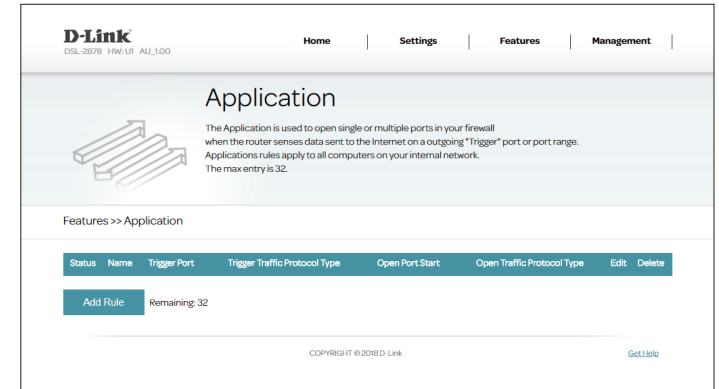 D-Link
DSL-2878 HW: U1 AU_1.00
Home
Settings
Features
Management
Application
The Application is used to open single or multiple ports in your firewall
when the router senses data sent to the Internet on a outgoing "Trigger" port or port range.
Applications rules apply to all computers on your internal network.
The max entry is 32.
Features >> Application
Status Name Trigger Port Trigger Traffic Protocol Type Open Port Start Open Traffic Protocol Type Edit Delete
Add Rule Remaining: 32
COPYRIGHT © 2018 D-Link
Get Help